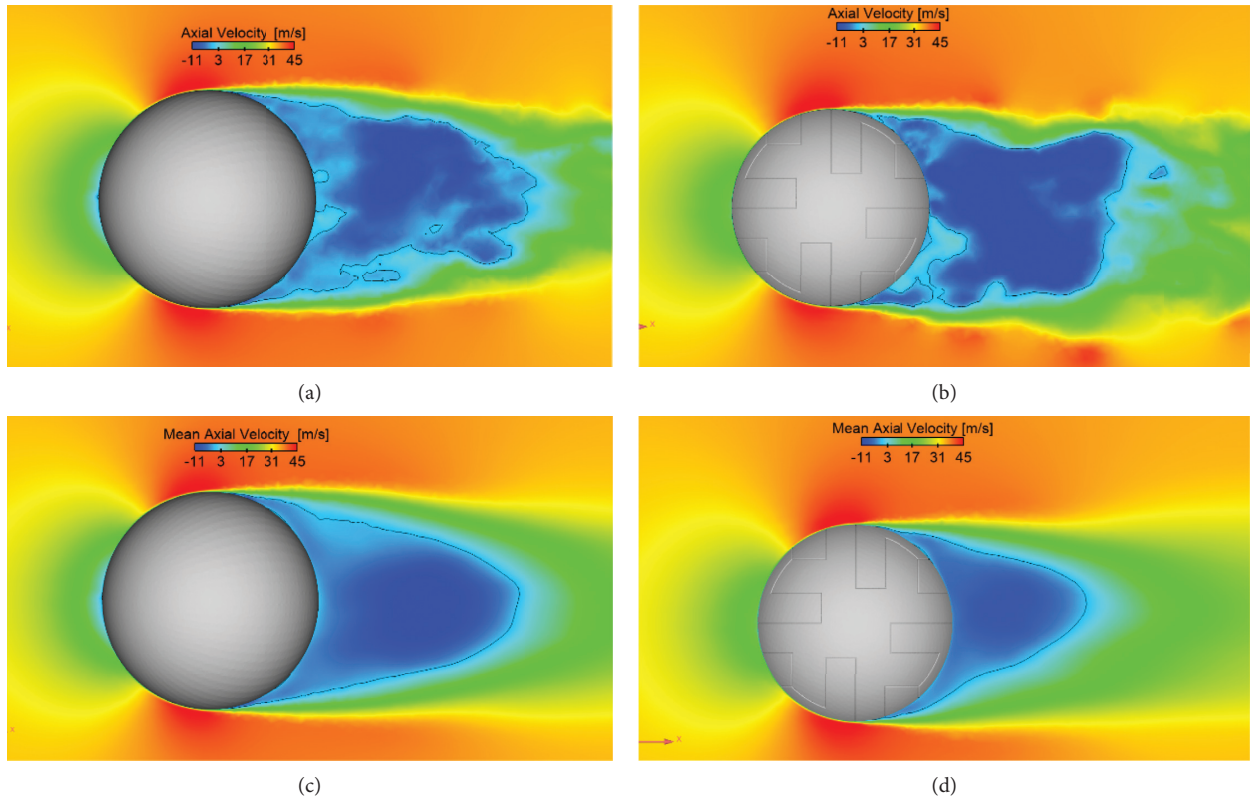 Axial Velocity [m/s]
-11 3 17 31 45
x
(a)
Axial Velocity [m/s]
-11 3 17 31 45
x
(b)
Mean Axial Velocity [m/s]
-11 3 17 31 45
x
(c)
Mean Axial Velocity [m/s]
-11 3 17 31 45
x
(d)